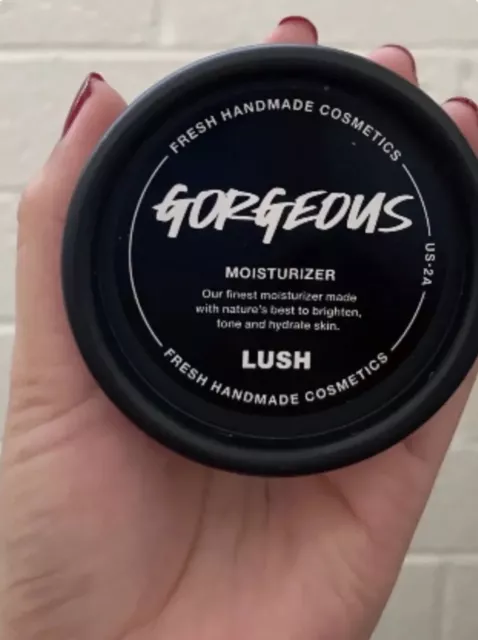 FRESH HANDMADE COSMETICS
GORGEOUS
US-2A
MOISTURIZER
Our finest moisturizer made
with nature's best to brighten,
tone and hydrate skin.
LUSH
FRESH HANDMADE COSMETICS